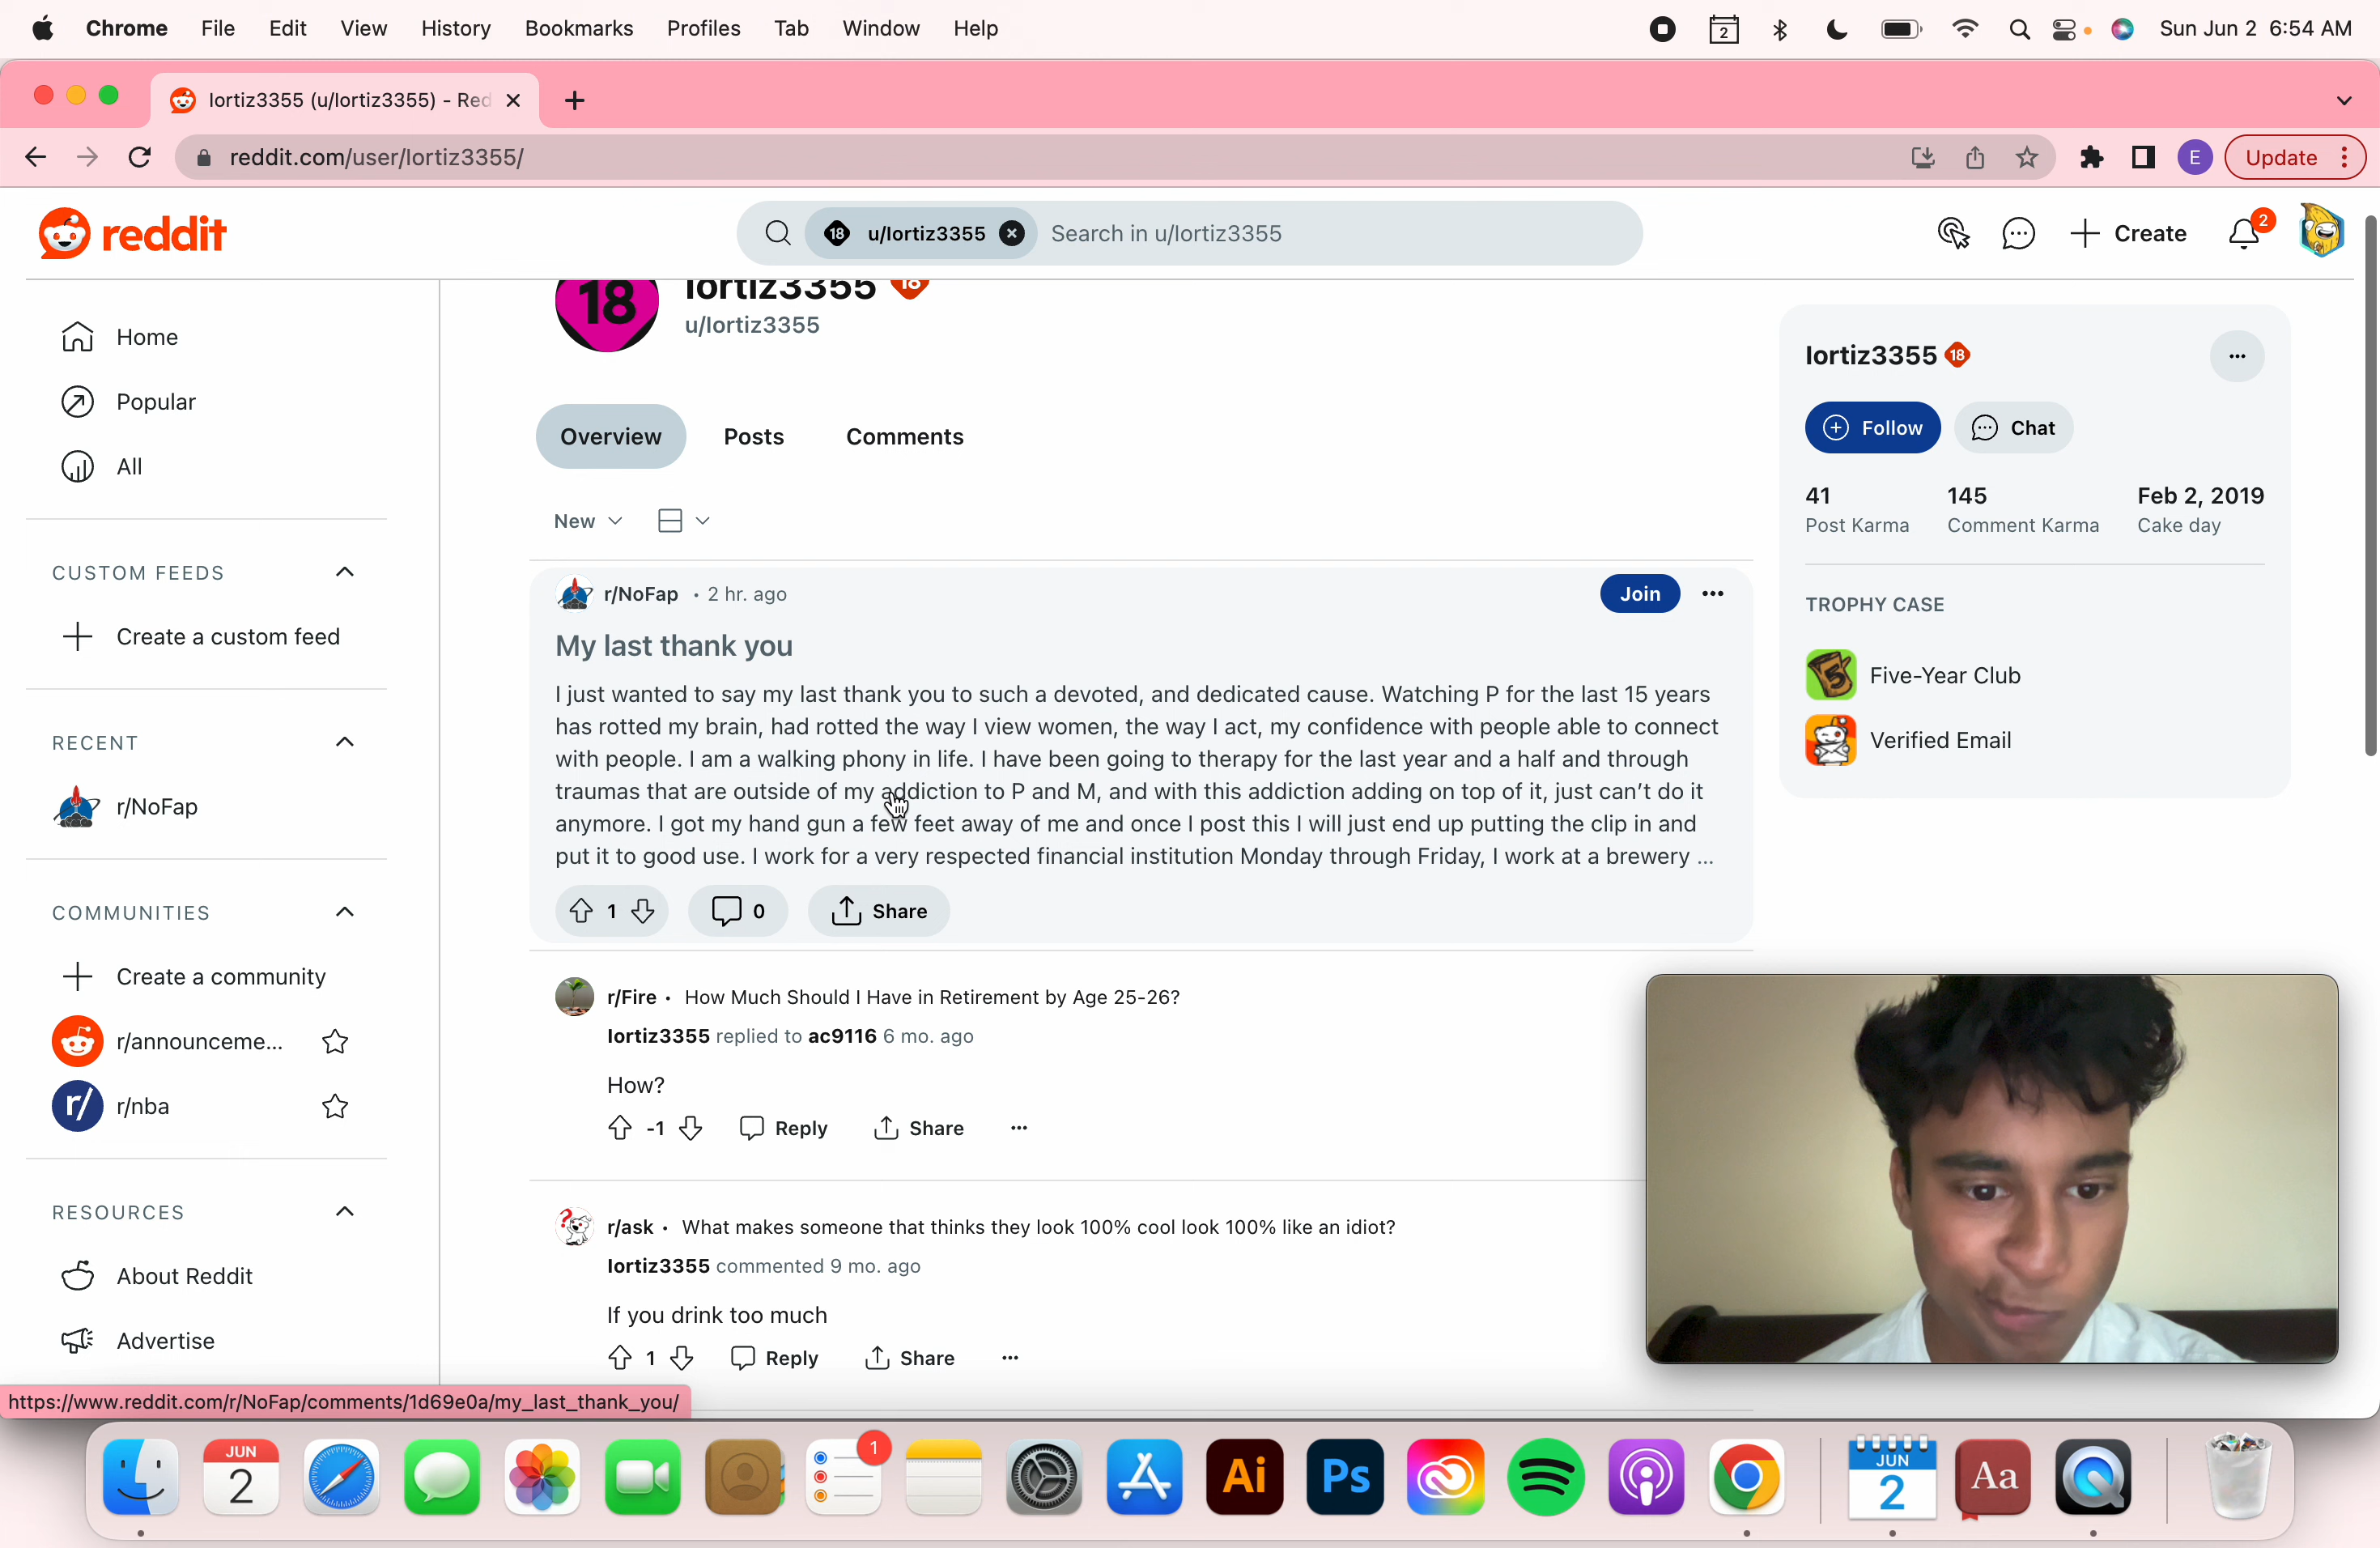 Chrome File Edit View History Bookmarks Profiles Tab Window Help 2 Sun Jun 2 6:54 AM
lortiz3355 (u/lortiz3355) - Red
reddit.com/user/lortiz3355/ E Update
reddit 18 u/lortiz3355 Search in u/lortiz3355 Create 2
18 lortiz3355 18
u/lortiz3355
Home
Popular
All
CUSTOM FEEDS
Create a custom feed
RECENT
r/NoFap
COMMUNITIES
Create a community
r/announceme...
r/ r/nba
RESOURCES
About Reddit
Advertise
Overview Posts Comments
New
r/NoFap • 2 hr. ago Join
My last thank you
I just wanted to say my last thank you to such a devoted, and dedicated cause. Watching P for the last 15 years
has rotted my brain, had rotted the way I view women, the way I act, my confidence with people able to connect
with people. I am a walking phony in life. I have been going to therapy for the last year and a half and through
traumas that are outside of my addiction to P and M, and with this addiction adding on top of it, just can't do it
anymore. I got my hand gun a few feet away of me and once I post this I will just end up putting the clip in and
put it to good use. I work for a very respected financial institution Monday through Friday, I work at a brewery ...
1 0 Share
r/Fire • How Much Should I Have in Retirement by Age 25-26?
lortiz3355 replied to ac9116 6 mo. ago
How?
-1 Reply Share
r/ask • What makes someone that thinks they look 100% cool look 100% like an idiot?
lortiz3355 commented 9 mo. ago
If you drink too much
1 Reply Share
lortiz3355 18
Follow Chat
41 145 Feb 2, 2019
Post Karma Comment Karma Cake day
TROPHY CASE
5 Five-Year Club
Verified Email
https://www.reddit.com/r/NoFap/comments/1d69e0a/my_last_thank_you/
JUN 2 1 Ai Ps JUN 2 Aa